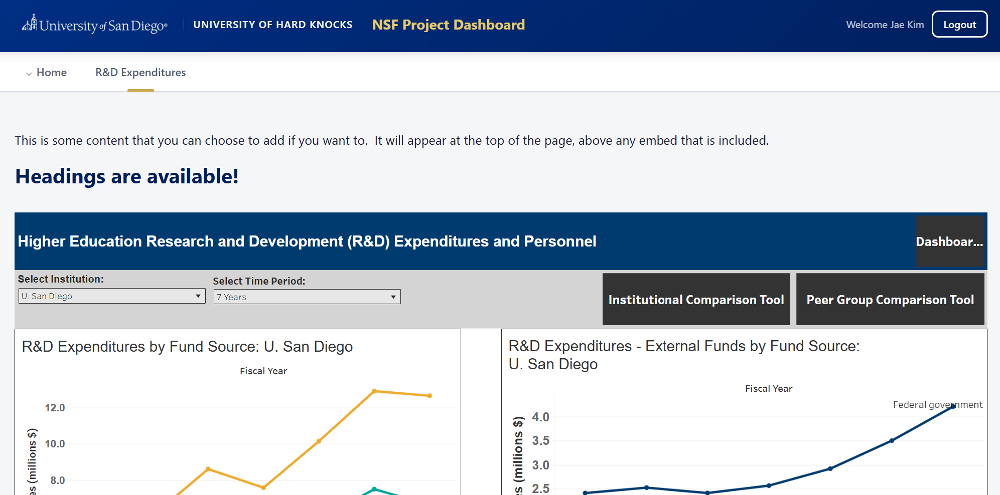 University of San Diego®
UNIVERSITY OF HARD KNOCKS
NSF Project Dashboard
Welcome Jae Kim
Logout
Home
R&D Expenditures
This is some content that you can choose to add if you want to.  It will appear at the top of the page, above any embed that is included.
Headings are available!
Higher Education Research and Development (R&D) Expenditures and Personnel
Dashboar...
Select Institution:
U. San Diego
Select Time Period:
7 Years
Institutional Comparison Tool
Peer Group Comparison Tool
R&D Expenditures by Fund Source: U. San Diego
Fiscal Year
12.0
10.0
8.0
es (millions $)
R&D Expenditures - External Funds by Fund Source:
U. San Diego
Fiscal Year
Federal government
4.0
3.5
3.0
2.5
es (millions $)